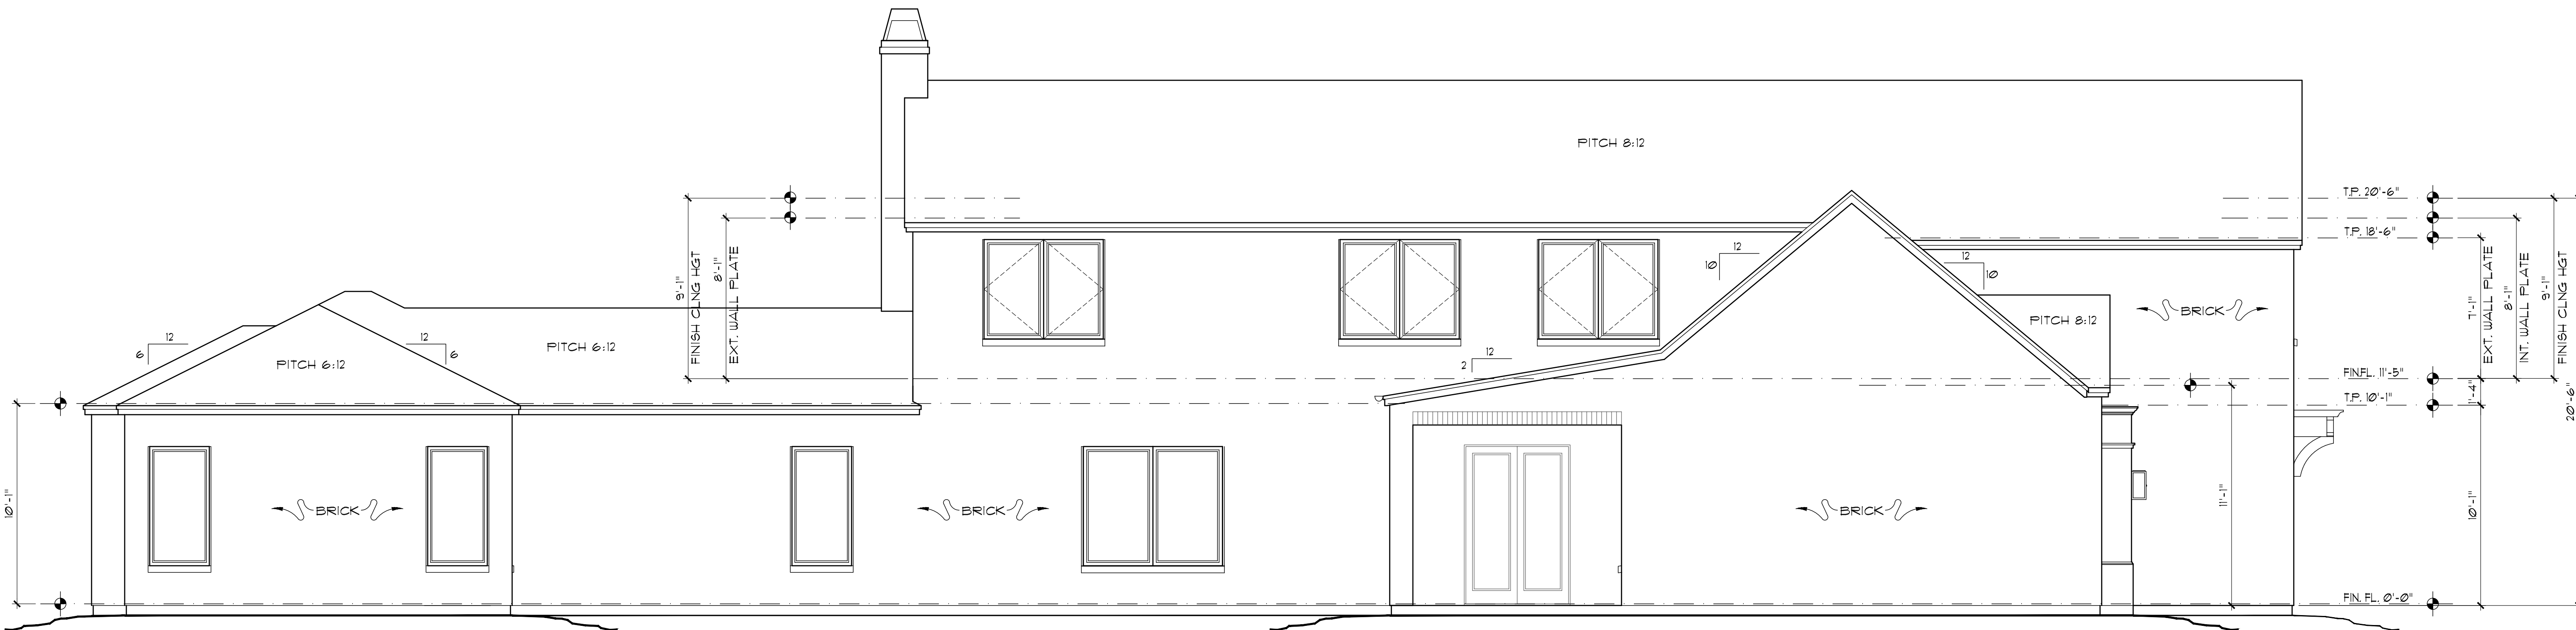 PITCH 8:12
T.P. 20'-6"
T.P. 18'-6"
12
10
12
10
9'-1"
FINISH CLNG HGT
8'-1"
EXT. WALL PLATE
7'-1"
EXT. WALL PLATE
8'-1"
INT. WALL PLATE
9'-1"
FINISH CLNG HGT
BRICK
PITCH 8:12
12
6
PITCH 6:12
12
6
PITCH 6:12
12
2
FIN.FL. 11'-5"
1'-4"
T.P. 10'-1"
20'-6"
10'-1"
BRICK
BRICK
BRICK
11'-1"
10'-1"
FIN. FL. 0'-0"